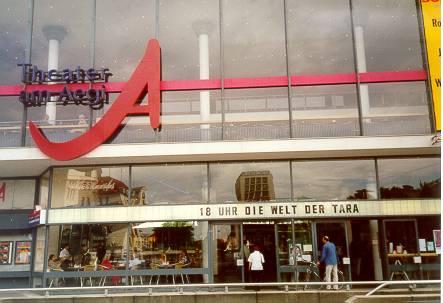 Theater
am Aegi
A
18 UHR DIE WELT DER TARA